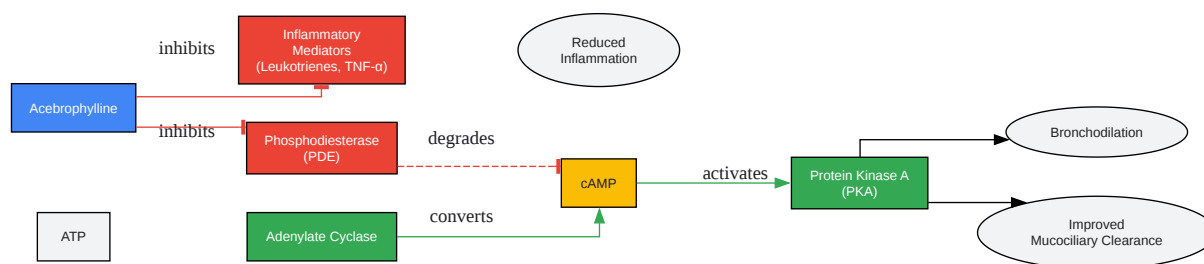 inhibits
Inflammatory
Mediators
(Leukotrienes, TNF-α)
Reduced
Inflammation
Acebrophylline
inhibits
Phosphodiesterase
(PDE)
degrades
cAMP
activates
Protein Kinase A
(PKA)
Bronchodilation
ATP
Adenylate Cyclase
converts
Improved
Mucociliary Clearance